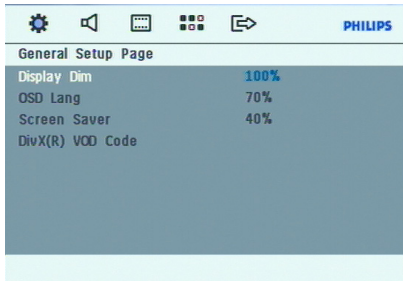 PHILIPS
General Setup Page
Display Dim 100%
OSD Lang 70%
Screen Saver 40%
DivX(R) VOD Code